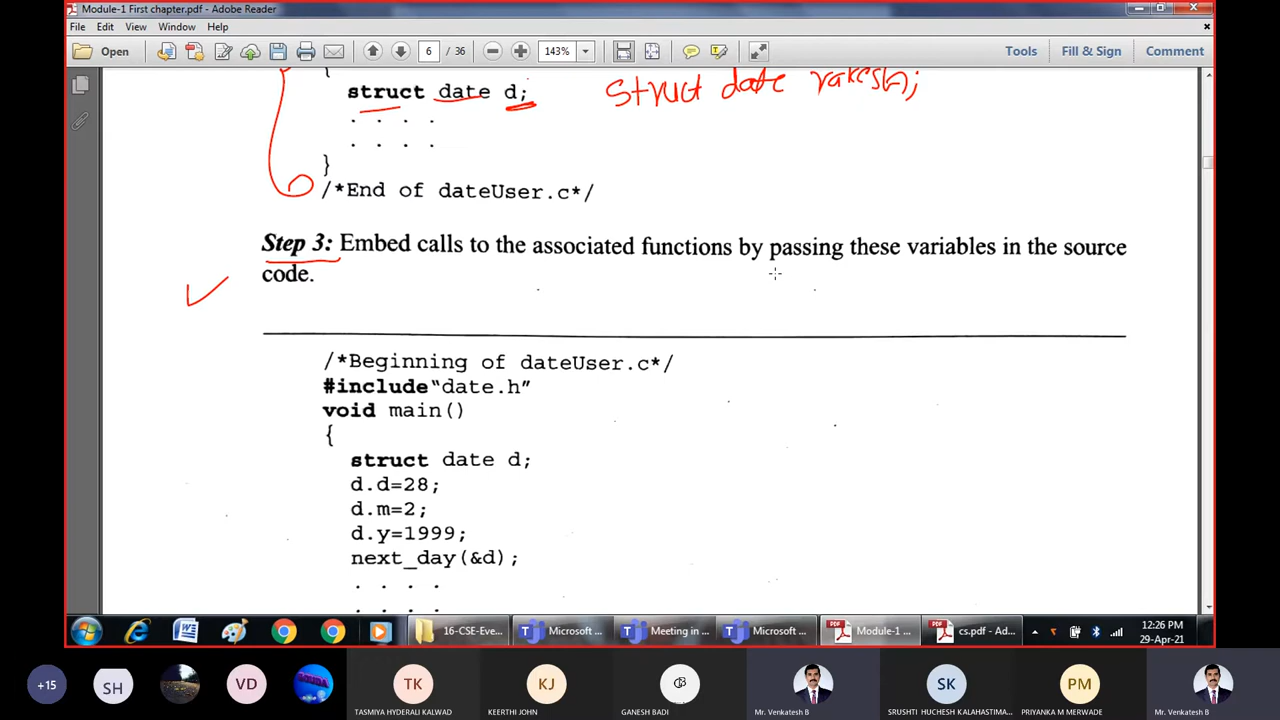 Module-1 First chapter.pdf - Adobe Reader
File Edit View Window Help
Open 6 / 36 143% Tools Fill & Sign Comment
{
struct date d; Struct date
. . . .
. . . .
}
/*End of dateUser.c*/
Step 3: Embed calls to the associated functions by passing these variables in the source
code.
/*Beginning of dateUser.c*/
#include“date.h”
void main()
{
struct date d;
d.d=28;
d.m=2;
d.y=1999;
next_day(&d);
. . . .
. . . .
16-CSE-Eve... Microsoft ... Meeting in ... Microsoft ... Module-1 ... cs.pdf - Ad...
12:26 PM
29-Apr-21
+15 SH VD TK KJ GB SK PM
TASMIYA HYDERALI KALWAD KEERTHI JOHN GANESH BADI Mr. Venkatesh B SRUSHTI HUCHESH KALAHASTIMA... PRIYANKA M MERWADE Mr. Venkatesh B